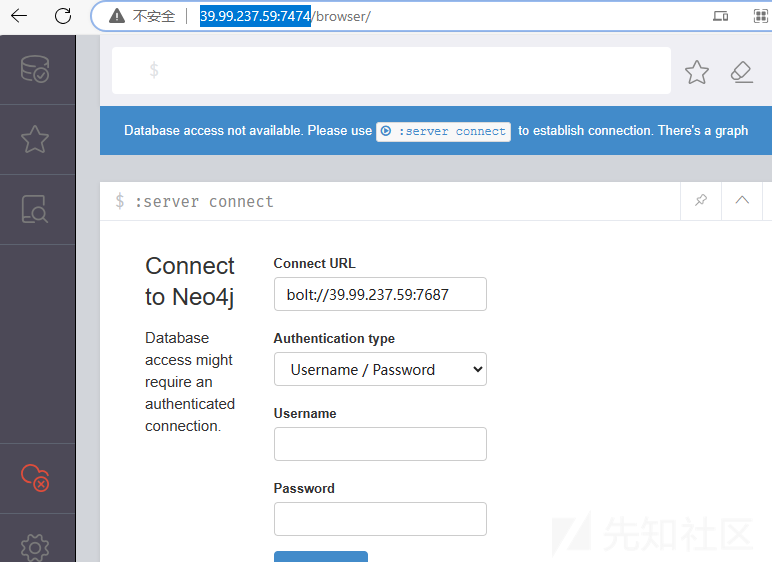 不安全 39.99.237.59:7474/browser/
$
Database access not available. Please use :server connect to establish connection. There's a graph
$ :server connect
Connect
to Neo4j
Database
access might
require an
authenticated
connection.
Connect URL
bolt://39.99.237.59:7687
Authentication type
Username / Password
Username
Password
先知社区